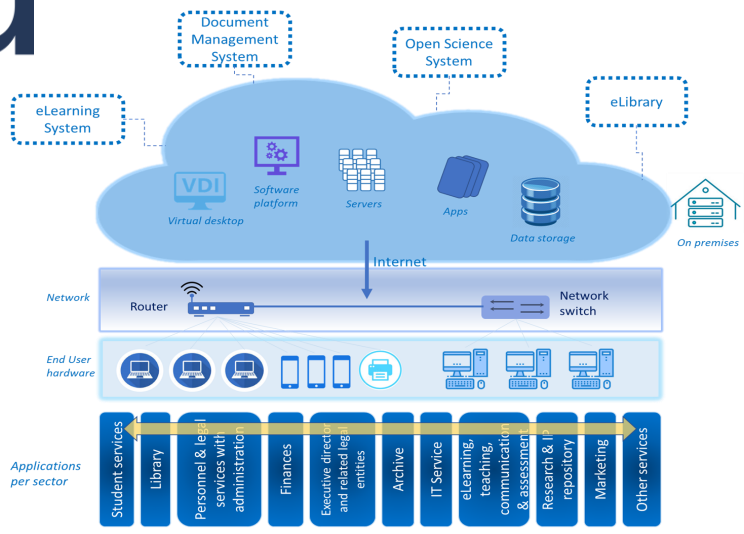 Document
Management
System
Open Science
System
eLearning
System
eLibrary
VDI
Virtual desktop
Software
platform
Servers
Apps
Data storage
On premises
Internet
Network
Router
Network
switch
End User
hardware
Applications
per sector
Student services
Library
Personnel & legal
services with
administration
Finances
Executive director
and related legal
entities
Archive
IT Service
eLearning,
teaching,
communication
& assessment
Research & IP
repository
Marketing
Other services